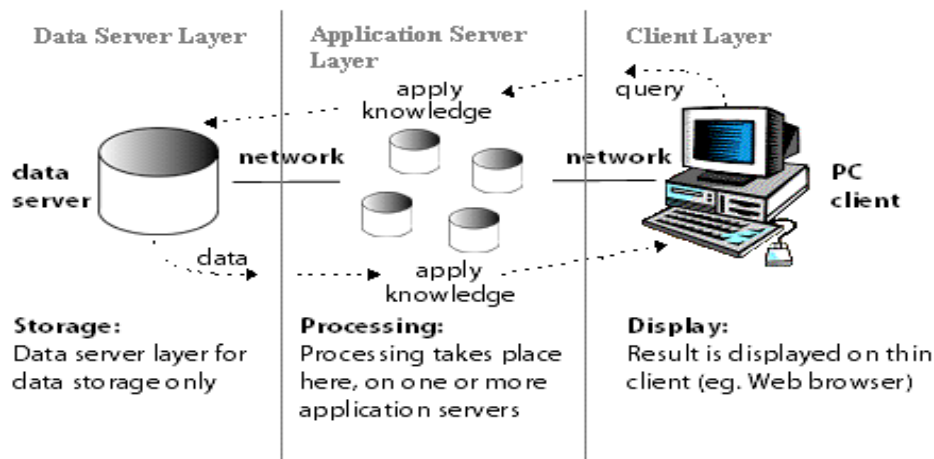 Data Server Layer
Application Server
Layer
Client Layer
apply
knowledge
query
data
server
network
network
PC
client
data
apply
knowledge
Storage:
Data server layer for
data storage only
Processing:
Processing takes place
here, on one or more
application servers
Display:
Result is displayed on thin
client (eg. Web browser)